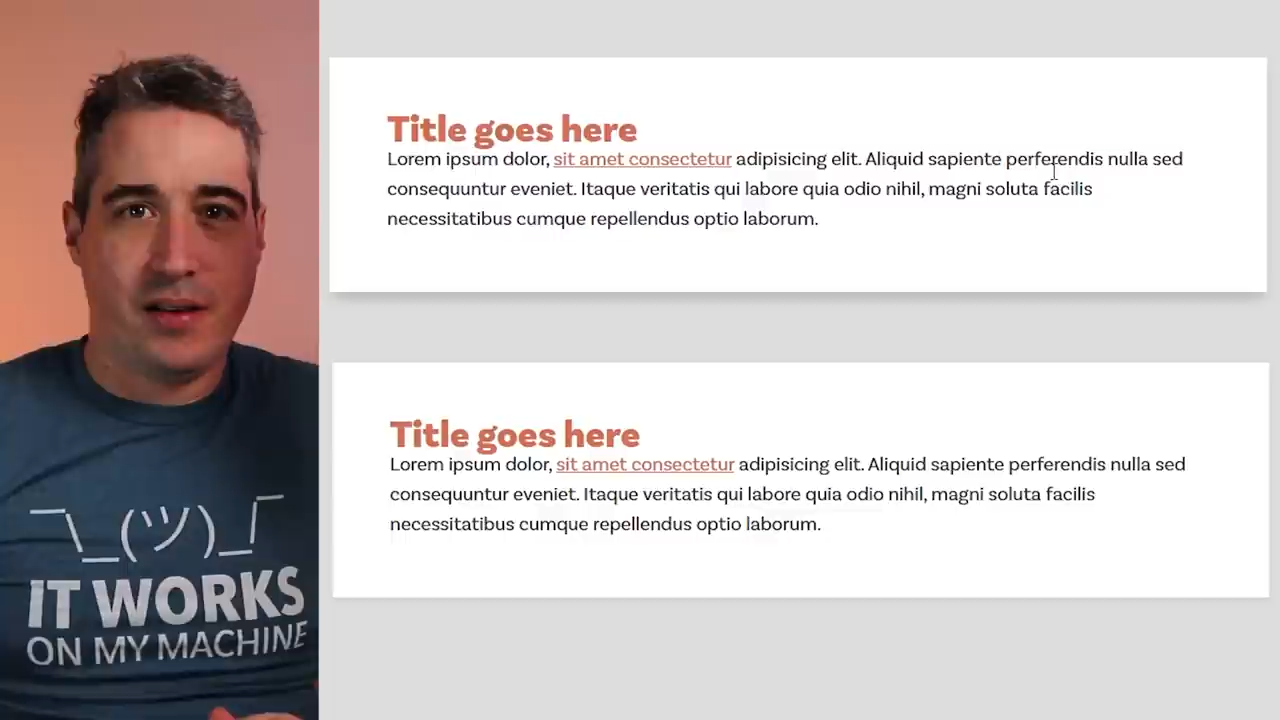 Title goes here
Lorem ipsum dolor, sit amet consectetur adipisicing elit. Aliquid sapiente perferendis nulla sed
consequuntur eveniet. Itaque veritatis qui labore quia odio nihil, magni soluta facilis
necessitatibus cumque repellendus optio laborum.
Title goes here
Lorem ipsum dolor, sit amet consectetur adipisicing elit. Aliquid sapiente perferendis nulla sed
consequuntur eveniet. Itaque veritatis qui labore quia odio nihil, magni soluta facilis
necessitatibus cumque repellendus optio laborum.
¯\_(ツ)_/¯
IT WORKS
ON MY MACHINE